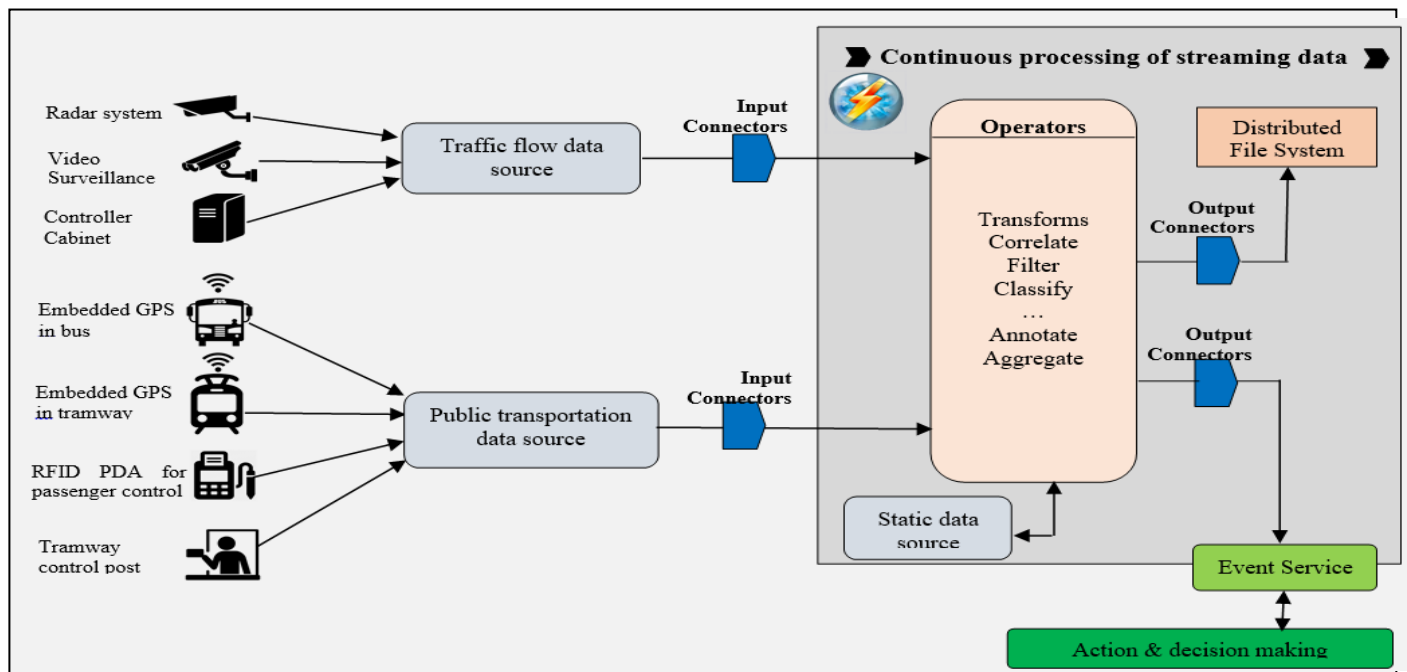 Continuous processing of streaming data
Radar system
Video
Surveillance
Controller
Cabinet
Traffic flow data
source
Input
Connectors
Operators
Transforms
Correlate
Filter
Classify
…
Annotate
Aggregate
Distributed
File System
Output
Connectors
Embedded GPS
in bus
Embedded GPS
in tramway
RFID PDA for
passenger control
Tramway
control post
Public transportation
data source
Input
Connectors
Output
Connectors
Static data
source
Event Service
Action & decision making